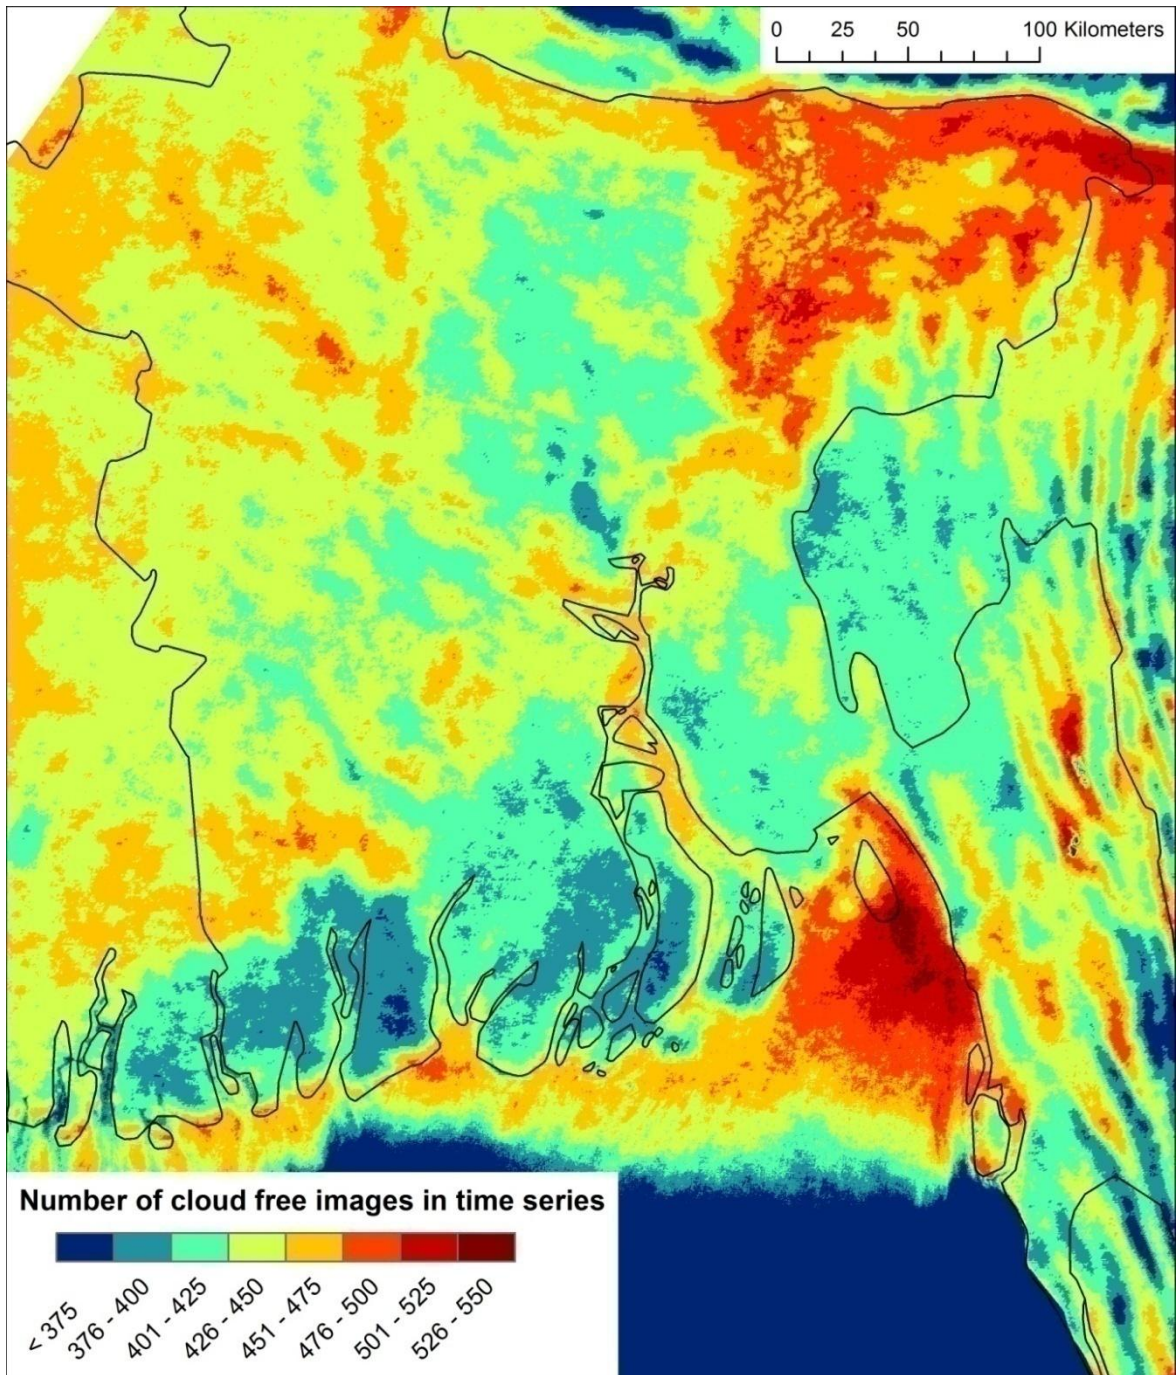 0 25 50 100 Kilometers
Number of cloud free images in time series
< 375
376 - 400
401 - 425
426 - 450
451 - 475
476 - 500
501 - 525
526 - 550